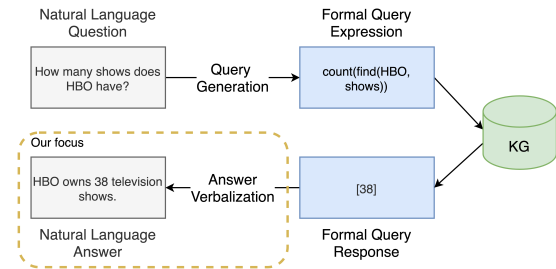 Natural Language
Question
Formal Query
Expression
How many shows does
HBO have?
Query
Generation
count(find(HBO,
shows))
KG
Our focus
HBO owns 38 television
shows.
Answer
Verbalization
[38]
Natural Language
Answer
Formal Query
Response